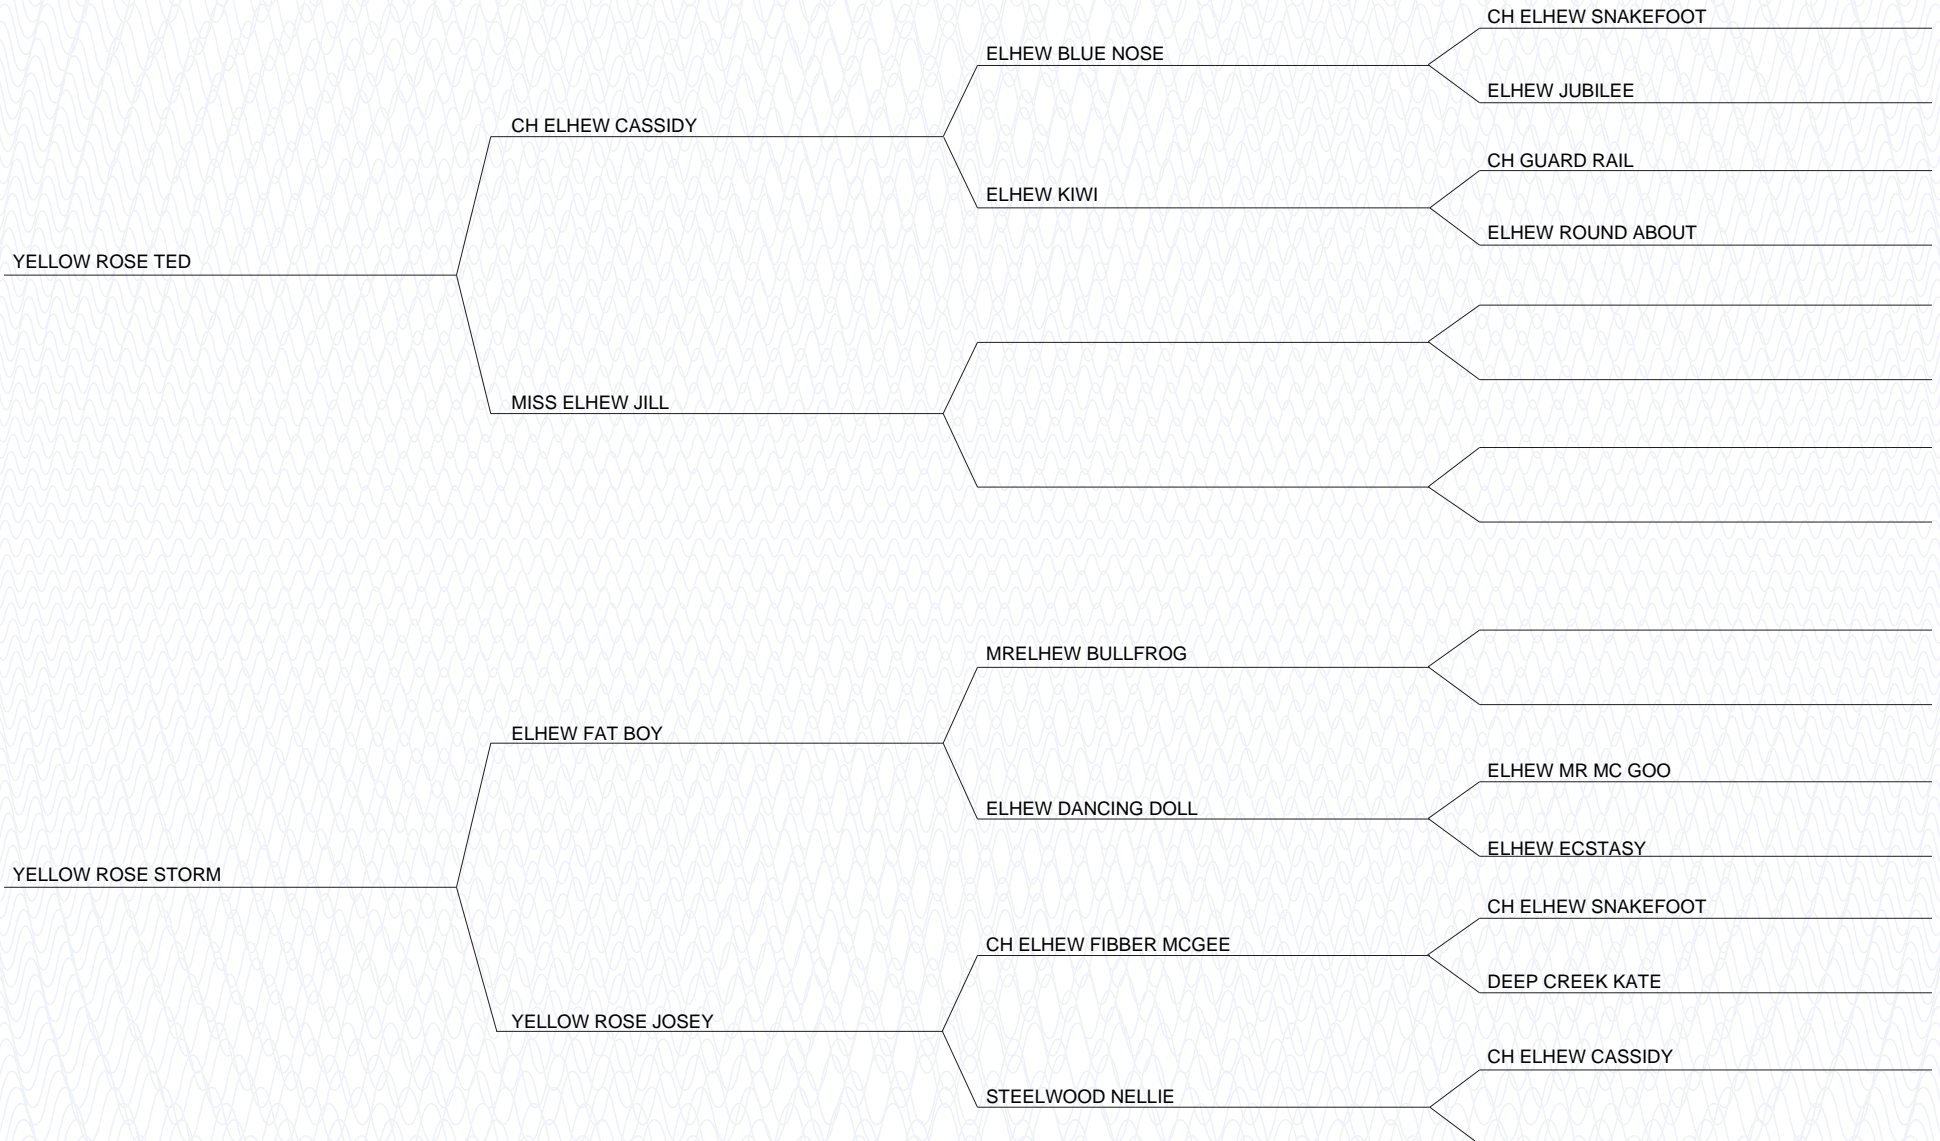 CH ELHEW SNAKEFOOT
ELHEW BLUE NOSE
ELHEW JUBILEE
CH ELHEW CASSIDY
CH GUARD RAIL
ELHEW KIWI
ELHEW ROUND ABOUT
YELLOW ROSE TED
MISS ELHEW JILL
MRELHEW BULLFROG
ELHEW FAT BOY
ELHEW MR MC GOO
ELHEW DANCING DOLL
ELHEW ECSTASY
YELLOW ROSE STORM
CH ELHEW SNAKEFOOT
CH ELHEW FIBBER MCGEE
DEEP CREEK KATE
YELLOW ROSE JOSEY
CH ELHEW CASSIDY
STEELWOOD NELLIE